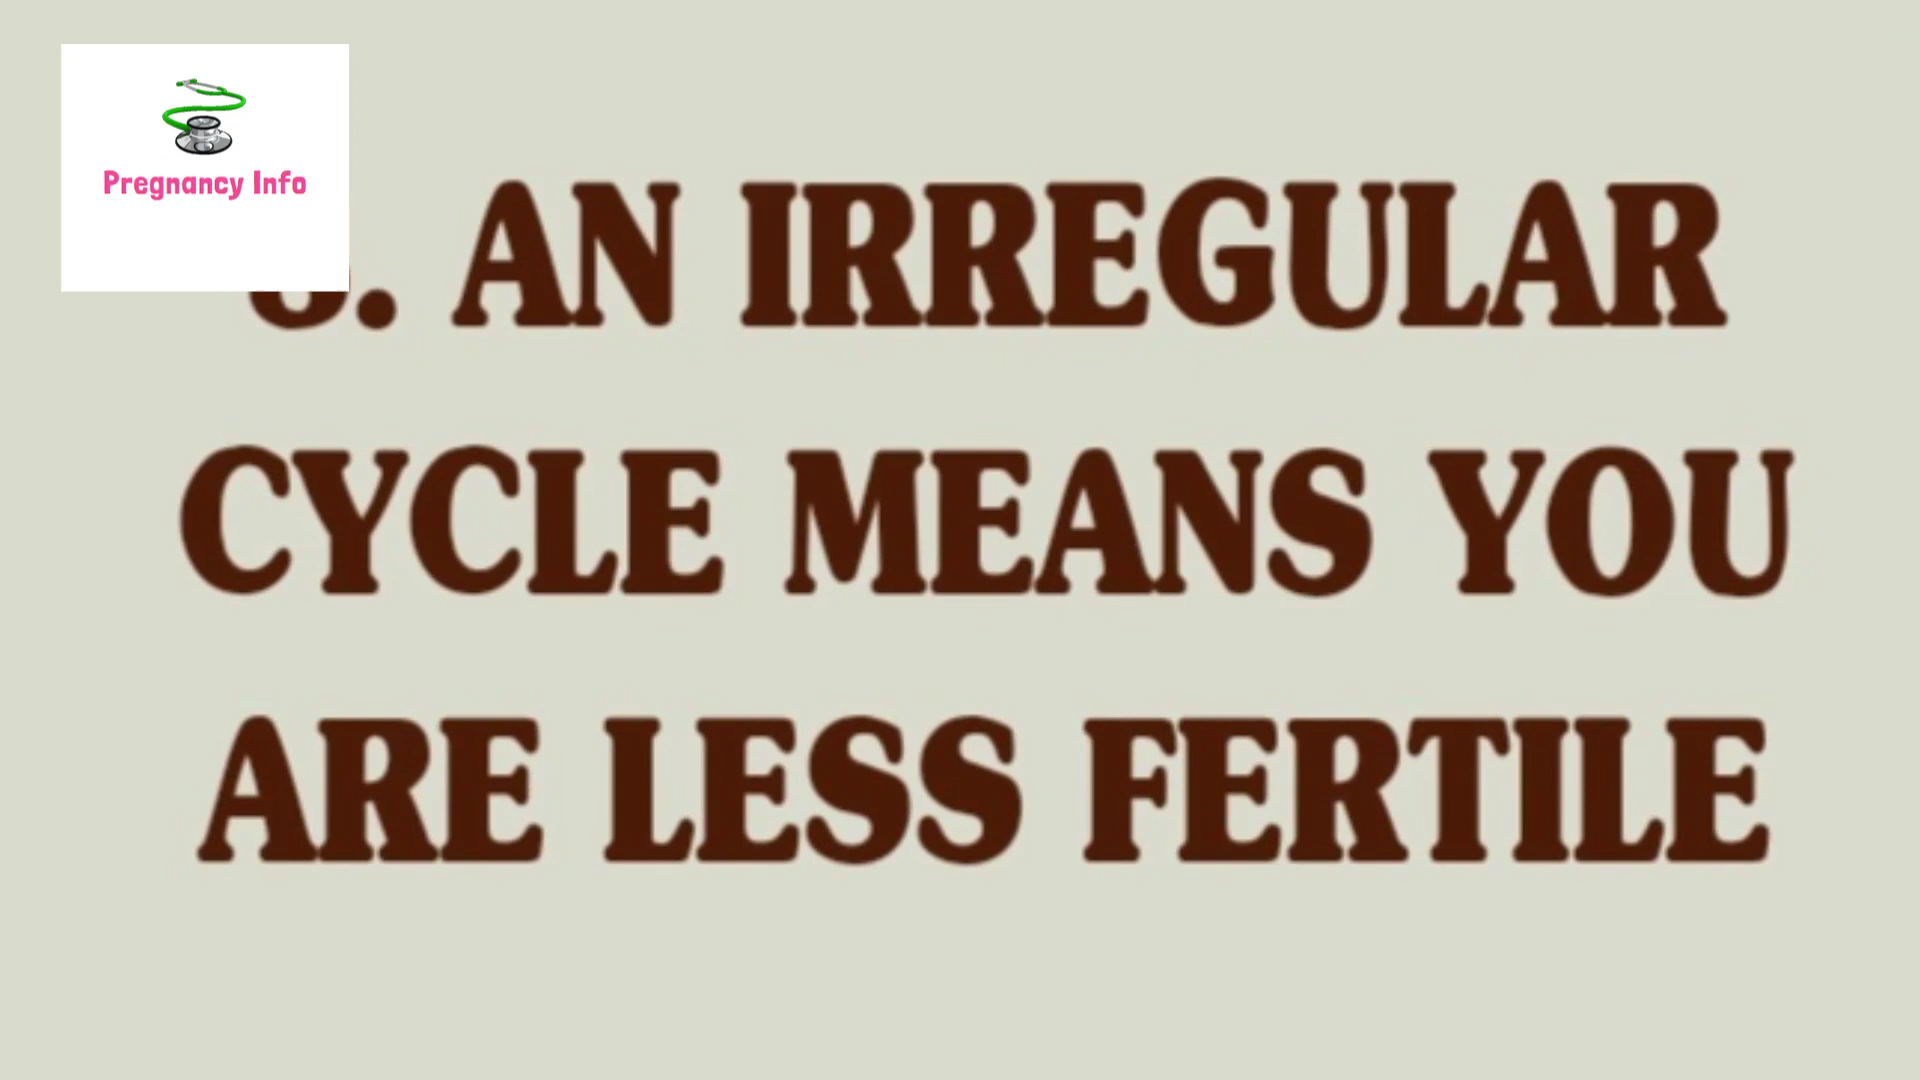 Pregnancy Info
. AN IRREGULAR
CYCLE MEANS YOU
ARE LESS FERTILE